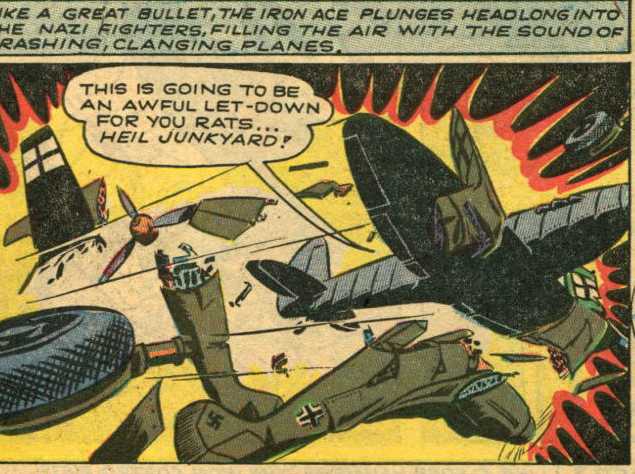 IKE A GREAT BULLET, THE IRON ACE PLUNGES HEADLONG INTO
HE NAZI FIGHTERS, FILLING THE AIR WITH THE SOUND OF
RASHING, CLANGING PLANES.
THIS IS GOING TO BE
AN AWFUL LET-DOWN
FOR YOU RATS...
HEIL JUNKYARD!